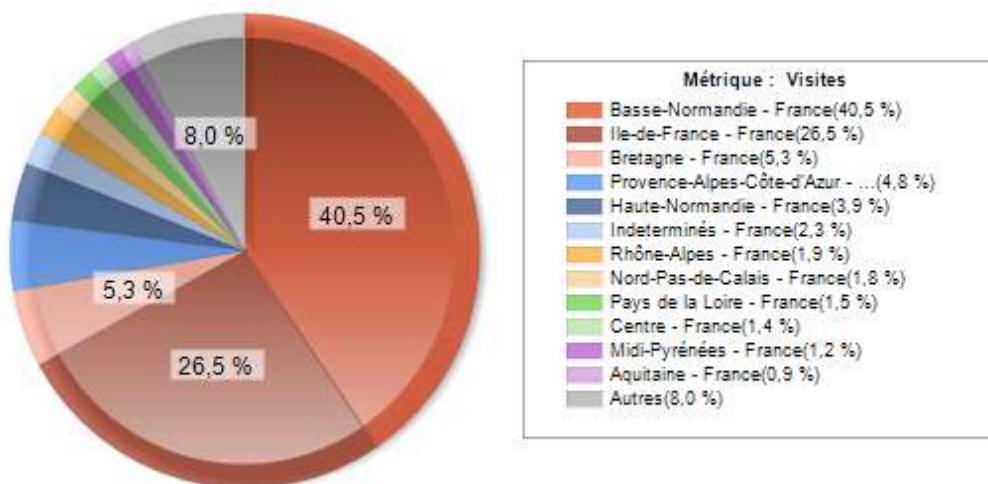 8,0 %
40,5 %
5,3 %
26,5 %
Métrique : Visites
Basse-Normandie - France(40,5 %)
Ile-de-France - France(26,5 %)
Bretagne - France(5,3 %)
Provence-Alpes-Côte-d'Azur - ...(4,8 %)
Haute-Normandie - France(3,9 %)
Indeterminés - France(2,3 %)
Rhône-Alpes - France(1,9 %)
Nord-Pas-de-Calais - France(1,8 %)
Pays de la Loire - France(1,5 %)
Centre - France(1,4 %)
Midi-Pyrénées - France(1,2 %)
Aquitaine - France(0,9 %)
Autres(8,0 %)